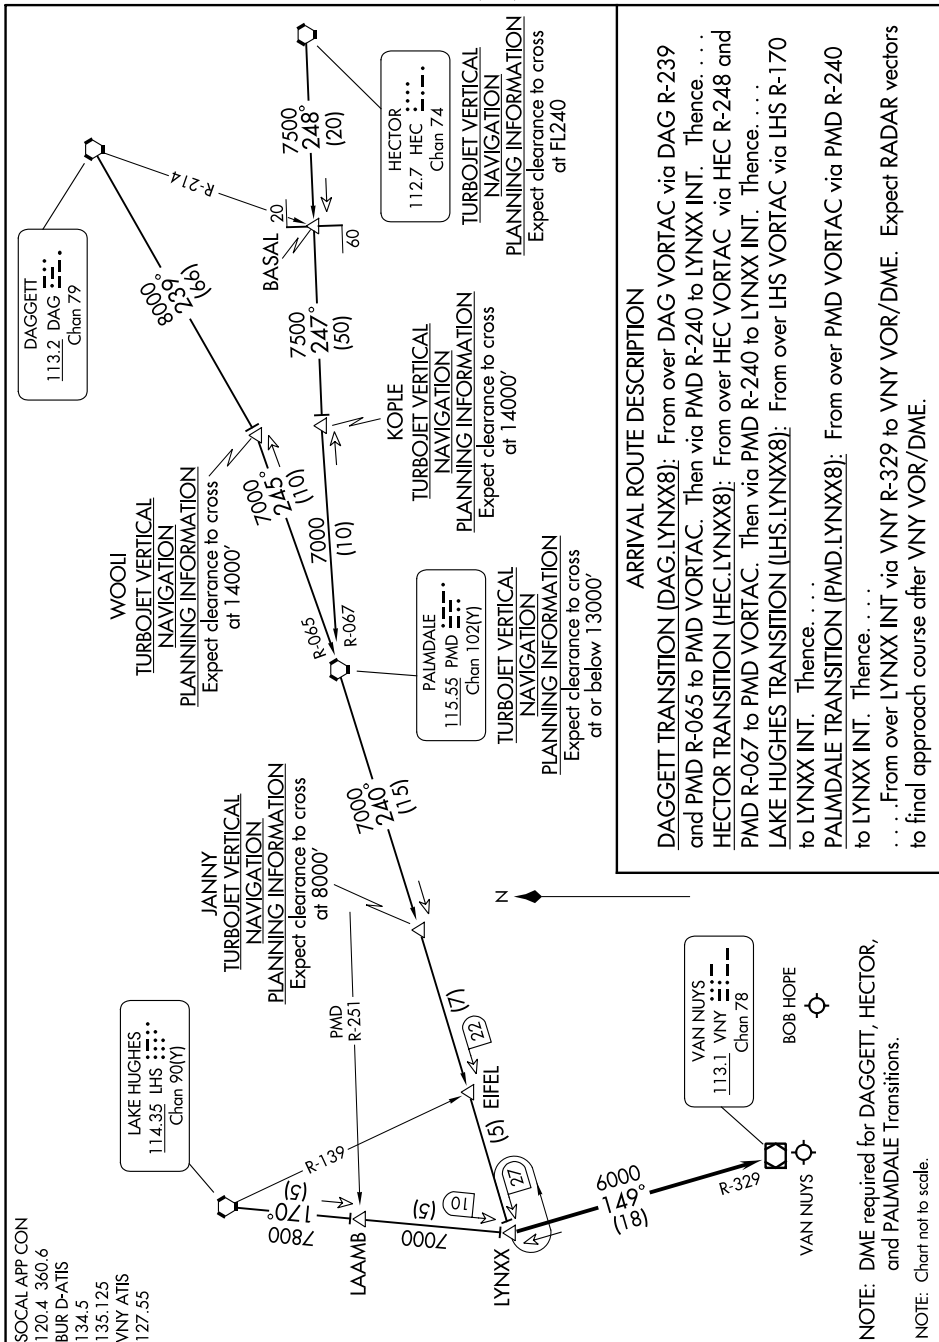 SOCAL APP CON
120.4 360.6
BUR D-ATIS
134.5
135.125
VNY ATIS
127.55
LAKE HUGHES
114.35 LHS
Chan 90(Y)
JANNY
TURBOJET VERTICAL
NAVIGATION
PLANNING INFORMATION
Expect clearance to cross
at 8000′
WOOLI
TURBOJET VERTICAL
NAVIGATION
PLANNING INFORMATION
Expect clearance to cross
at 14000′
DAGGETT
113.2 DAG
Chan 79
R-214
8000
239°
(66)
7000
245°
(10)
7500
248°
(20)
BASAL
20
60
HECTOR
112.7 HEC
Chan 74
TURBOJET VERTICAL
NAVIGATION
PLANNING INFORMATION
Expect clearance to cross
at FL240
7500
247°
(50)
KOPLE
TURBOJET VERTICAL
NAVIGATION
PLANNING INFORMATION
Expect clearance to cross
at 14000′
7000
(10)
R-065
R-067
PALMDALE
115.55 PMD
Chan 102(Y)
TURBOJET VERTICAL
NAVIGATION
PLANNING INFORMATION
Expect clearance to cross
at or below 13000′
7000
240°
(15)
PMD
R-251
R-139
(7)
22
EIFEL
(5)
7800
170°
(5)
LAAMB
7000
(5)
10
27
LYNXX
6000
149°
(18)
R-329
N
VAN NUYS
113.1 VNY
Chan 78
BOB HOPE
VAN NUYS
NOTE: DME required for DAGGETT, HECTOR,
and PALMDALE Transitions.
NOTE: Chart not to scale.
ARRIVAL ROUTE DESCRIPTION
DAGGETT TRANSITION (DAG.LYNXX8): From over DAG VORTAC via DAG R-239
and PMD R-065 to PMD VORTAC. Then via PMD R-240 to LYNXX INT. Thence. . . .
HECTOR TRANSITION (HEC.LYNXX8): From over HEC VORTAC via HEC R-248 and
PMD R-067 to PMD VORTAC. Then via PMD R-240 to LYNXX INT. Thence. . . .
LAKE HUGHES TRANSITION (LHS.LYNXX8): From over LHS VORTAC via LHS R-170
to LYNXX INT. Thence. . . .
PALMDALE TRANSITION (PMD.LYNXX8): From over PMD VORTAC via PMD R-240
to LYNXX INT. Thence. . . .
. . . .From over LYNXX INT via VNY R-329 to VNY VOR/DME. Expect RADAR vectors
to final approach course after VNY VOR/DME.